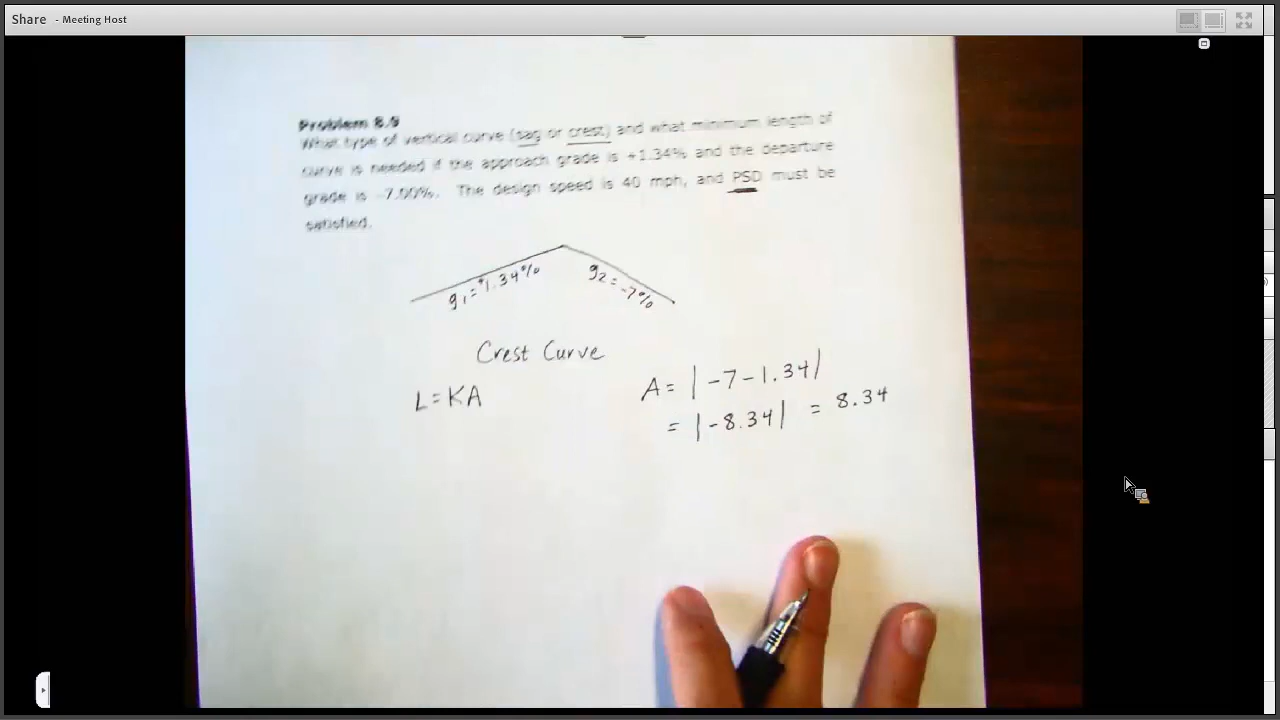 Share - Meeting Host
Problem 8.9
What type of vertical curve (sag or crest) and what minimum length of
curve is needed if the approach grade is +1.34% and the departure
grade is -7.00%. The design speed is 40 mph, and PSD must be
satisfied.
g₁=+1.34%
g₂=-7%
Crest Curve
L=KA
A= |-7-1.34|
= |-8.34| = 8.34